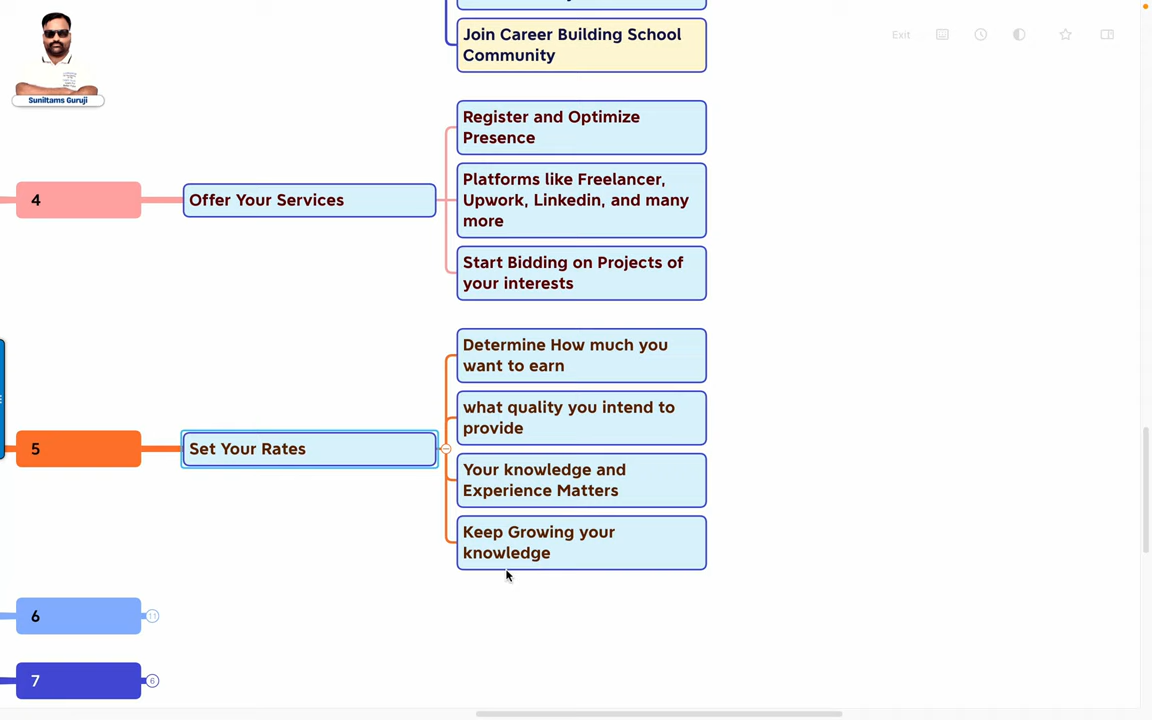 Join Career Building School
Community
Exit
Suniltams Guruji
Register and Optimize
Presence
4
Offer Your Services
Platforms like Freelancer,
Upwork, Linkedin, and many
more
Start Bidding on Projects of
your interests
Determine How much you
want to earn
what quality you intend to
provide
5
Set Your Rates
Your knowledge and
Experience Matters
Keep Growing your
knowledge
6
11
7
6